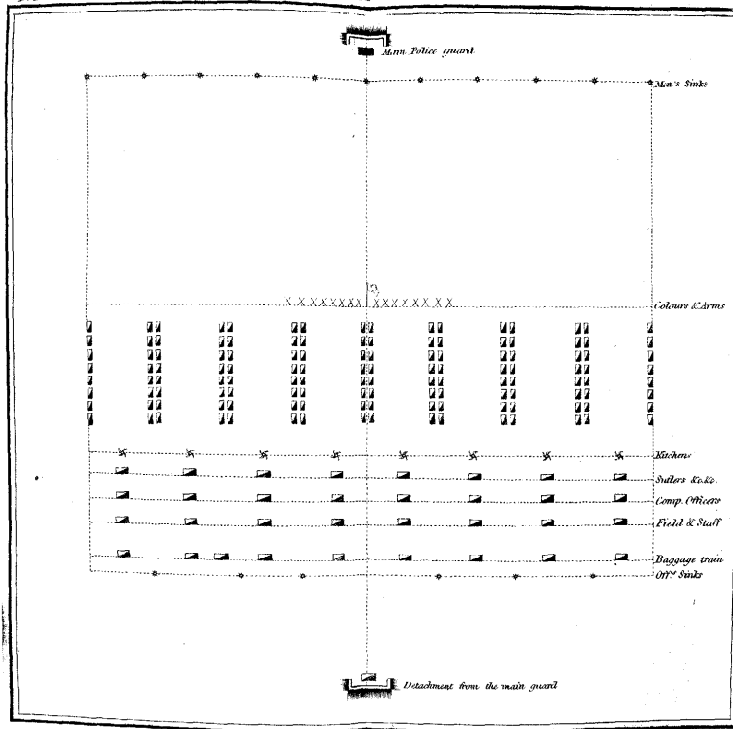 Main Police guard
Men's Sinks
Colours & Arms
Kitchens
Sutlers &c. &c.
Comp. Officers
Field & Staff
Baggage train
Offrs Sinks
Detachment from the main guard